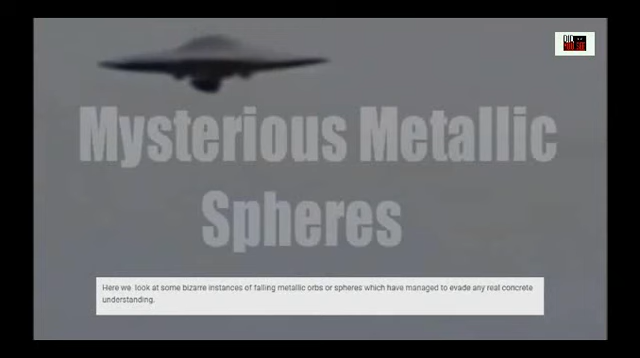 Mysterious Metallic
Spheres
Here we look at some bizarre instances of falling metallic orbs or spheres which have managed to evade any real concrete
understanding.